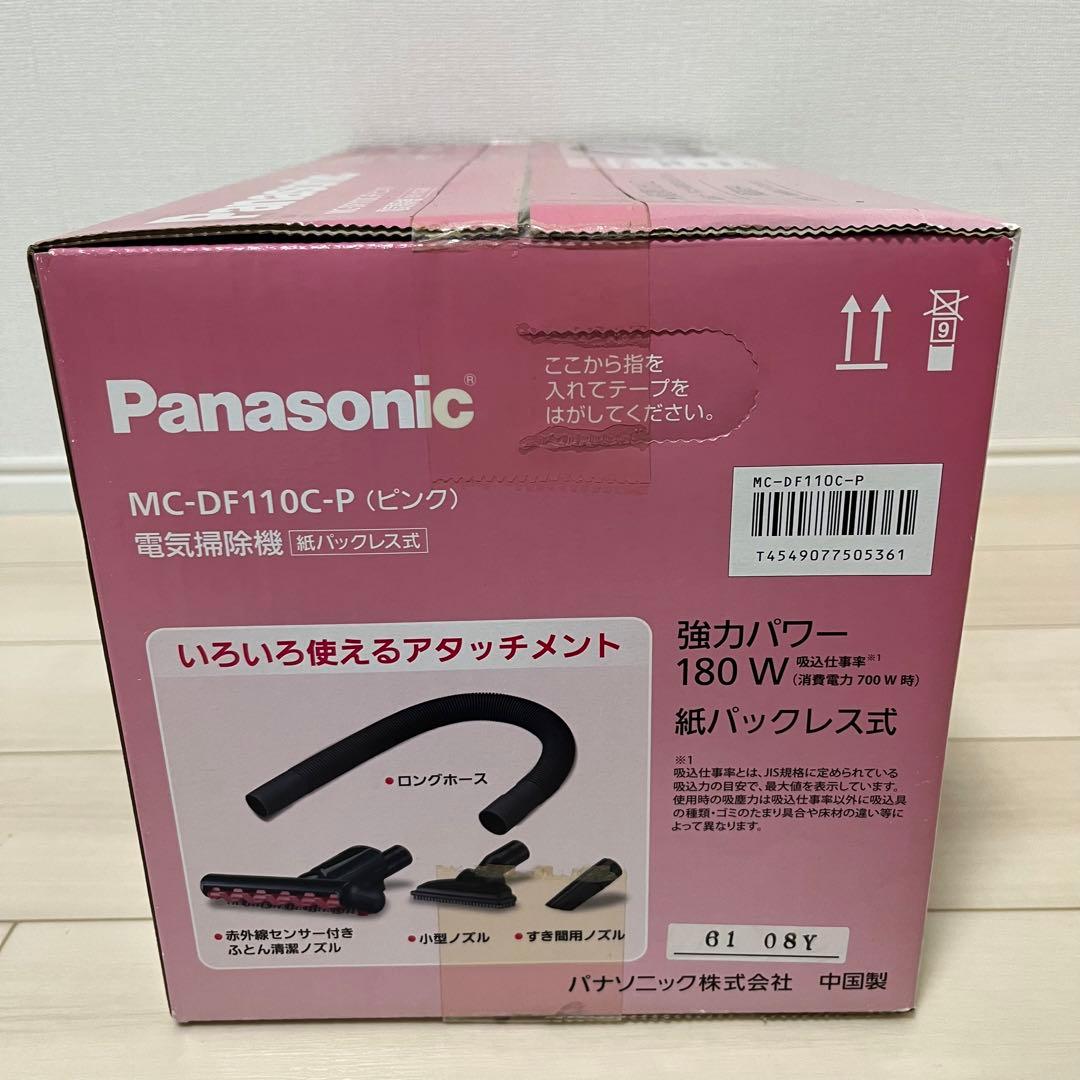 Panasonic
Panasonic®
ここから指を
入れてテープを
はがしてください。
9
MC-DF110C-P（ピンク）
電気掃除機 紙パックレス式
MC-DF110C-P
T4549077505361
いろいろ使えるアタッチメント
●ロングホース
●赤外線センサー付き
ふとん清潔ノズル
●小型ノズル
●すき間用ノズル
強力パワー
180 W 吸込仕事率※1
（消費電力 700 W 時）
紙パックレス式
※1
吸込仕事率とは、JIS規格に定められている
吸込力の目安で、最大値を表示しています。
使用時の吸塵力は吸込仕事率以外に吸込具
の種類・ゴミのたまり具合や床材の違い等に
よって異なります。
61 08Y
パナソニック株式会社 中国製